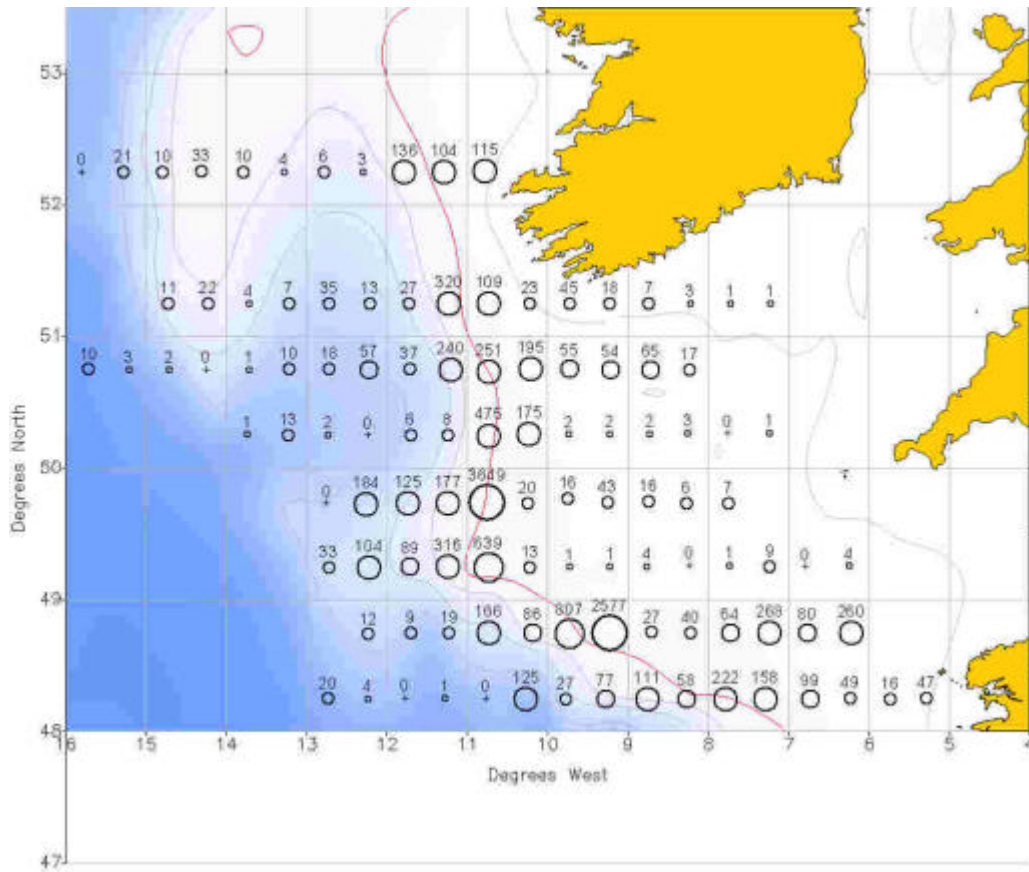 53
0 21 10 33 10 4 6 3 136 104 115
52
11 22 4 7 35 13 27 320 109 23 45 18 7 3 1 1
51
10 3 2 0 1 10 18 57 37 240 251 195 55 54 65 17
1 13 2 0 6 8 475 175 2 2 2 3 0 1
50
0 184 125 177 3649 20 16 43 16 6 7
33 104 89 316 639 13 1 1 4 0 1 9 0 4
49
12 9 19 166 86 807 2577 27 40 64 268 80 260
20 4 0 1 0 125 27 77 111 58 222 158 99 49 16 47
48
16 15 14 13 12 11 10 9 8 7 6 5 4
Degrees West
Degrees North
47